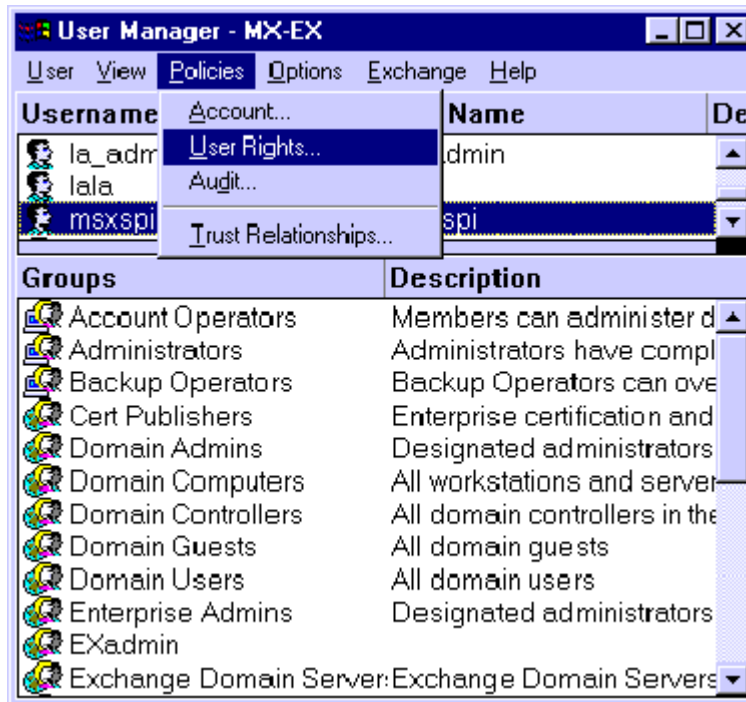 User Manager - MX-EX
User View Policies Options Exchange Help
Username Name De
Account...
User Rights...
Audit...
Trust Relationships...
la_adm dmin
lala
msxspi spi
Groups Description
Account Operators Members can administer d
Administrators Administrators have compl
Backup Operators Backup Operators can ove
Cert Publishers Enterprise certification and
Domain Admins Designated administrators
Domain Computers All workstations and server
Domain Controllers All domain controllers in the
Domain Guests All domain guests
Domain Users All domain users
Enterprise Admins Designated administrators
EXadmin
Exchange Domain Server: Exchange Domain Servers